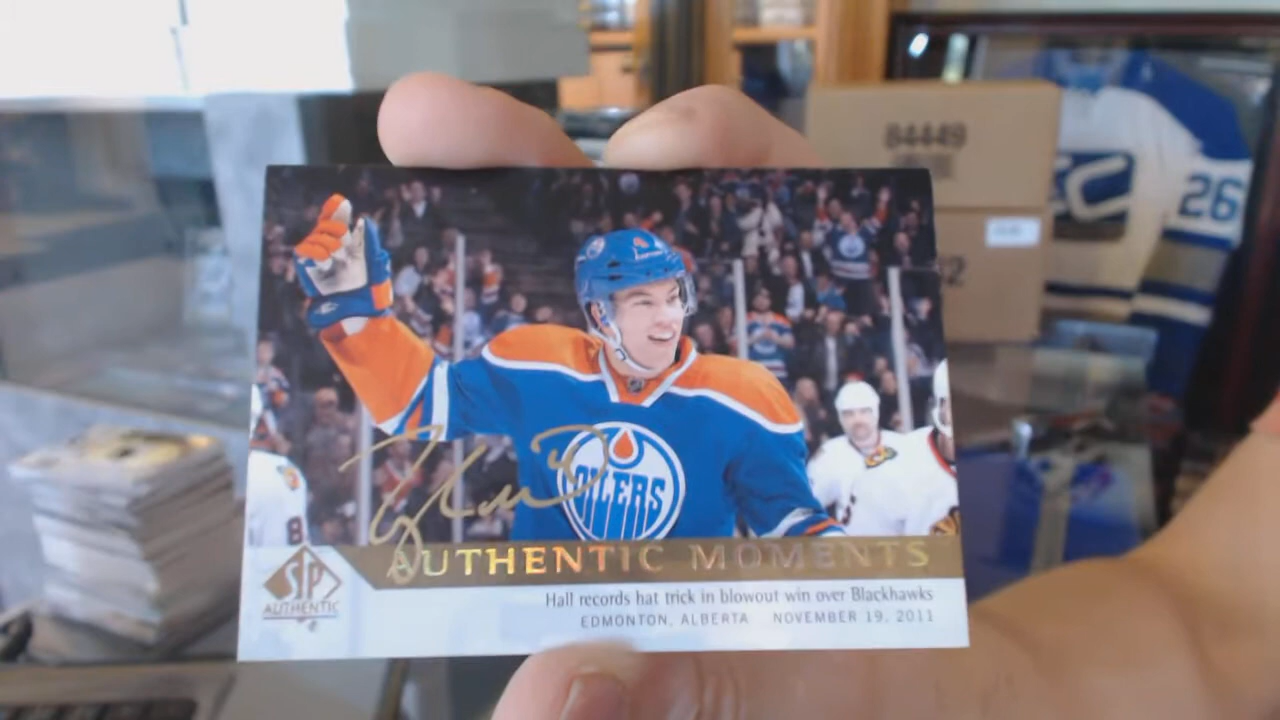 84449
26
4
OILERS
8
AUTHENTIC MOMENTS
SP
AUTHENTIC
Hall records hat trick in blowout win over Blackhawks
EDMONTON, ALBERTA NOVEMBER 19, 2011